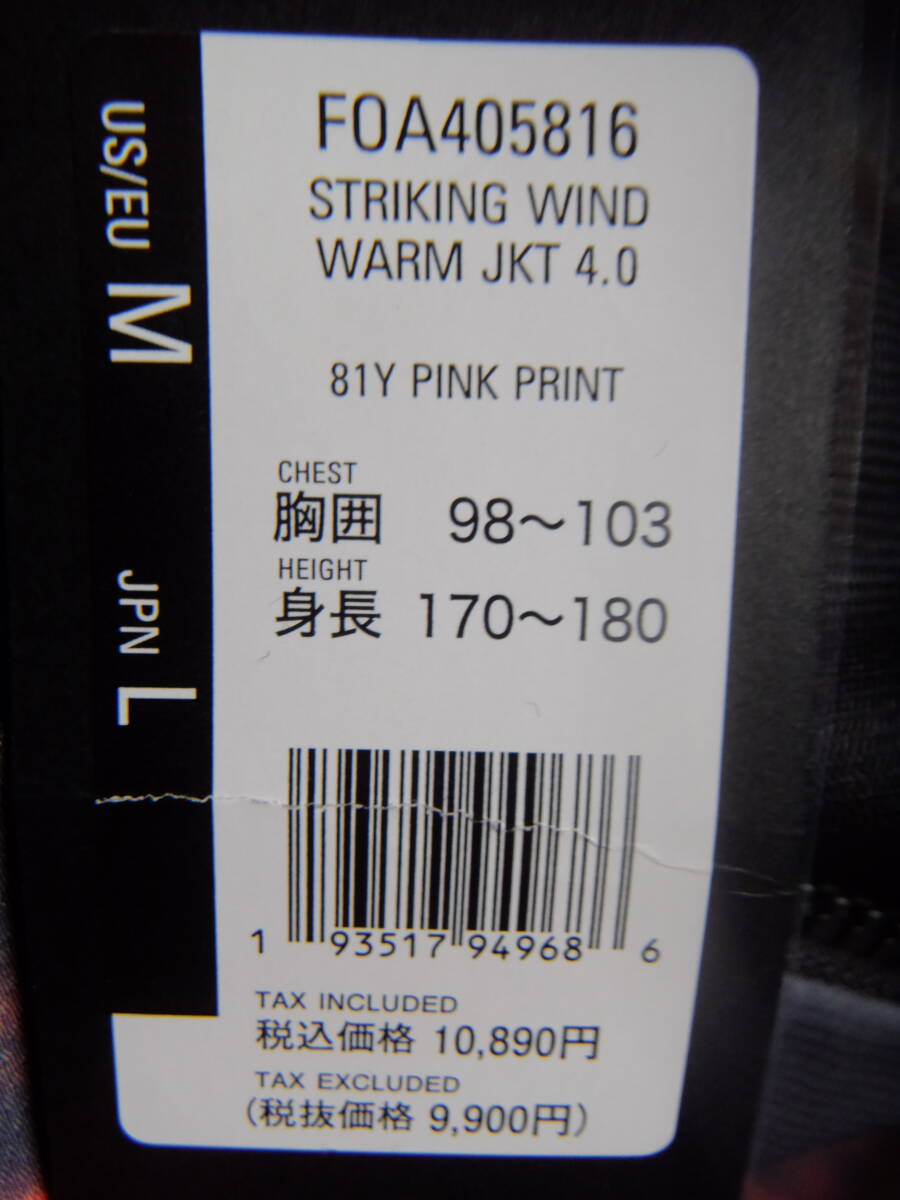 US/EU M JPN L
FOA405816
STRIKING WIND
WARM JKT 4.0
81Y PINK PRINT
CHEST
胸囲 98〜103
HEIGHT
身長 170〜180
1 93517 94968 6
TAX INCLUDED
税込価格 10,890円
TAX EXCLUDED
(税抜価格 9,900円)